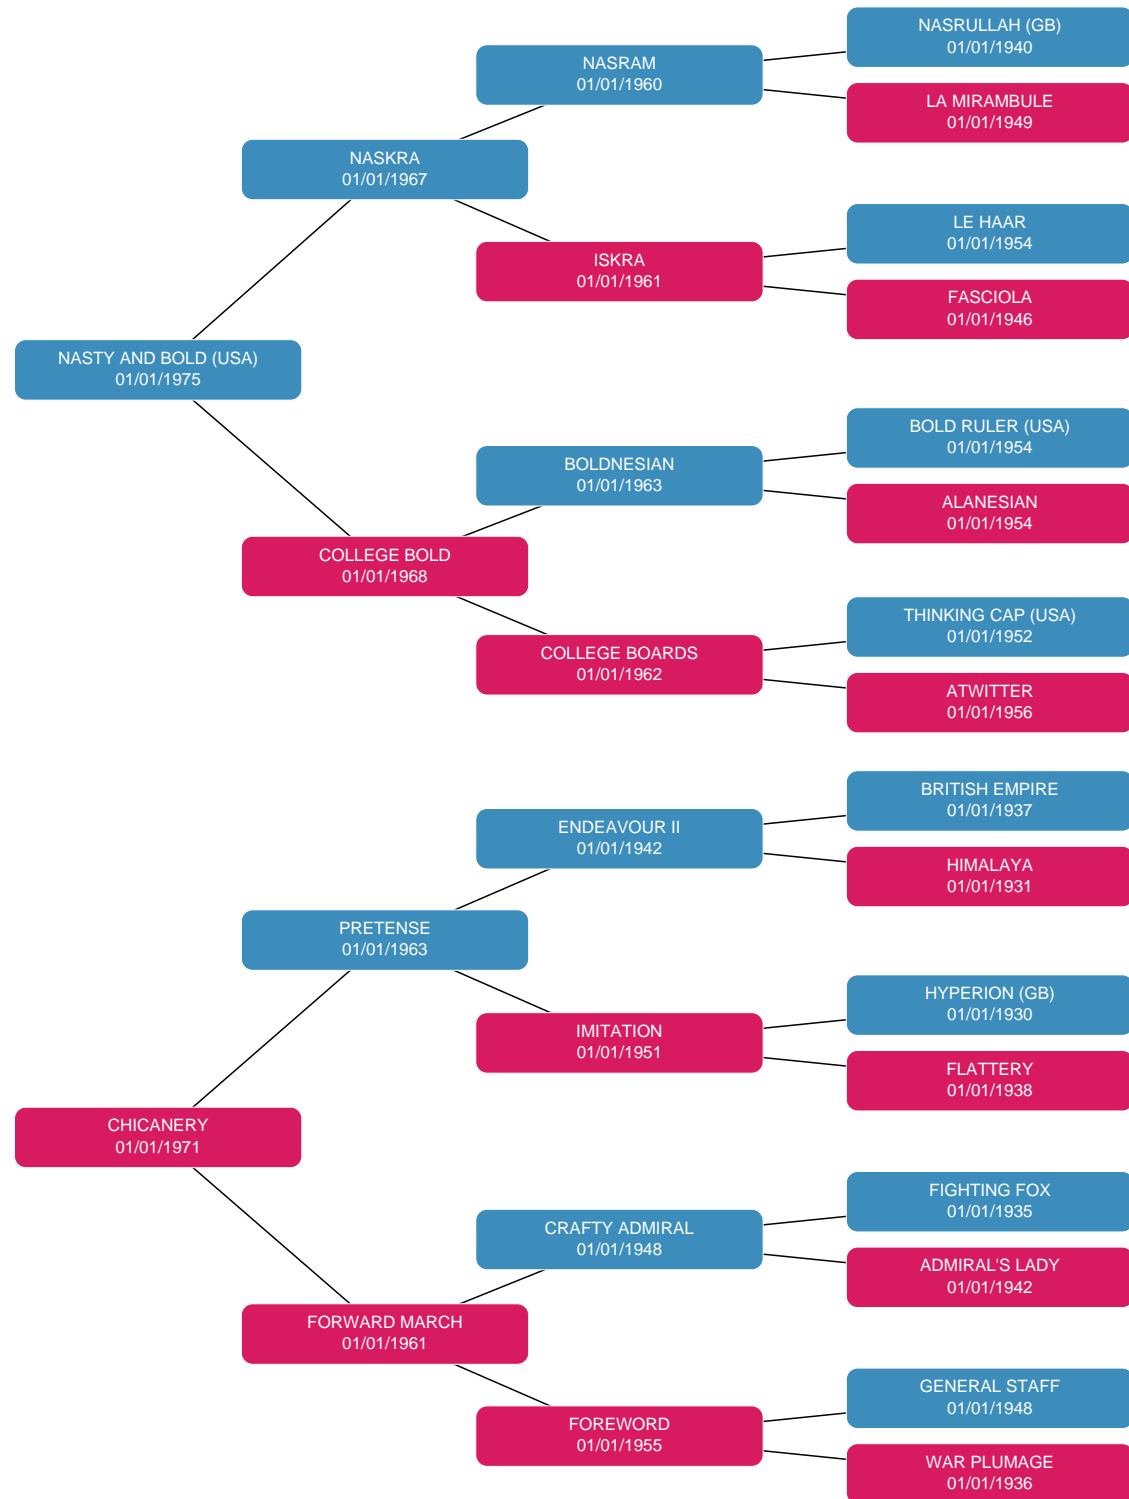 NASRULLAH (GB)
01/01/1940
NASRAM
01/01/1960
LA MIRAMBULE
01/01/1949
NASKRA
01/01/1967
LE HAAR
01/01/1954
ISKRA
01/01/1961
FASCIOLA
01/01/1946
NASTY AND BOLD (USA)
01/01/1975
BOLD RULER (USA)
01/01/1954
BOLDNESIAN
01/01/1963
ALANESIAN
01/01/1954
COLLEGE BOLD
01/01/1968
THINKING CAP (USA)
01/01/1952
COLLEGE BOARDS
01/01/1962
ATWITTER
01/01/1956
BRITISH EMPIRE
01/01/1937
ENDEAVOUR II
01/01/1942
HIMALAYA
01/01/1931
PRETENSE
01/01/1963
HYPERION (GB)
01/01/1930
IMITATION
01/01/1951
FLATTERY
01/01/1938
CHICANERY
01/01/1971
FIGHTING FOX
01/01/1935
CRAFTY ADMIRAL
01/01/1948
ADMIRAL'S LADY
01/01/1942
FORWARD MARCH
01/01/1961
GENERAL STAFF
01/01/1948
FOREWORD
01/01/1955
WAR PLUMAGE
01/01/1936